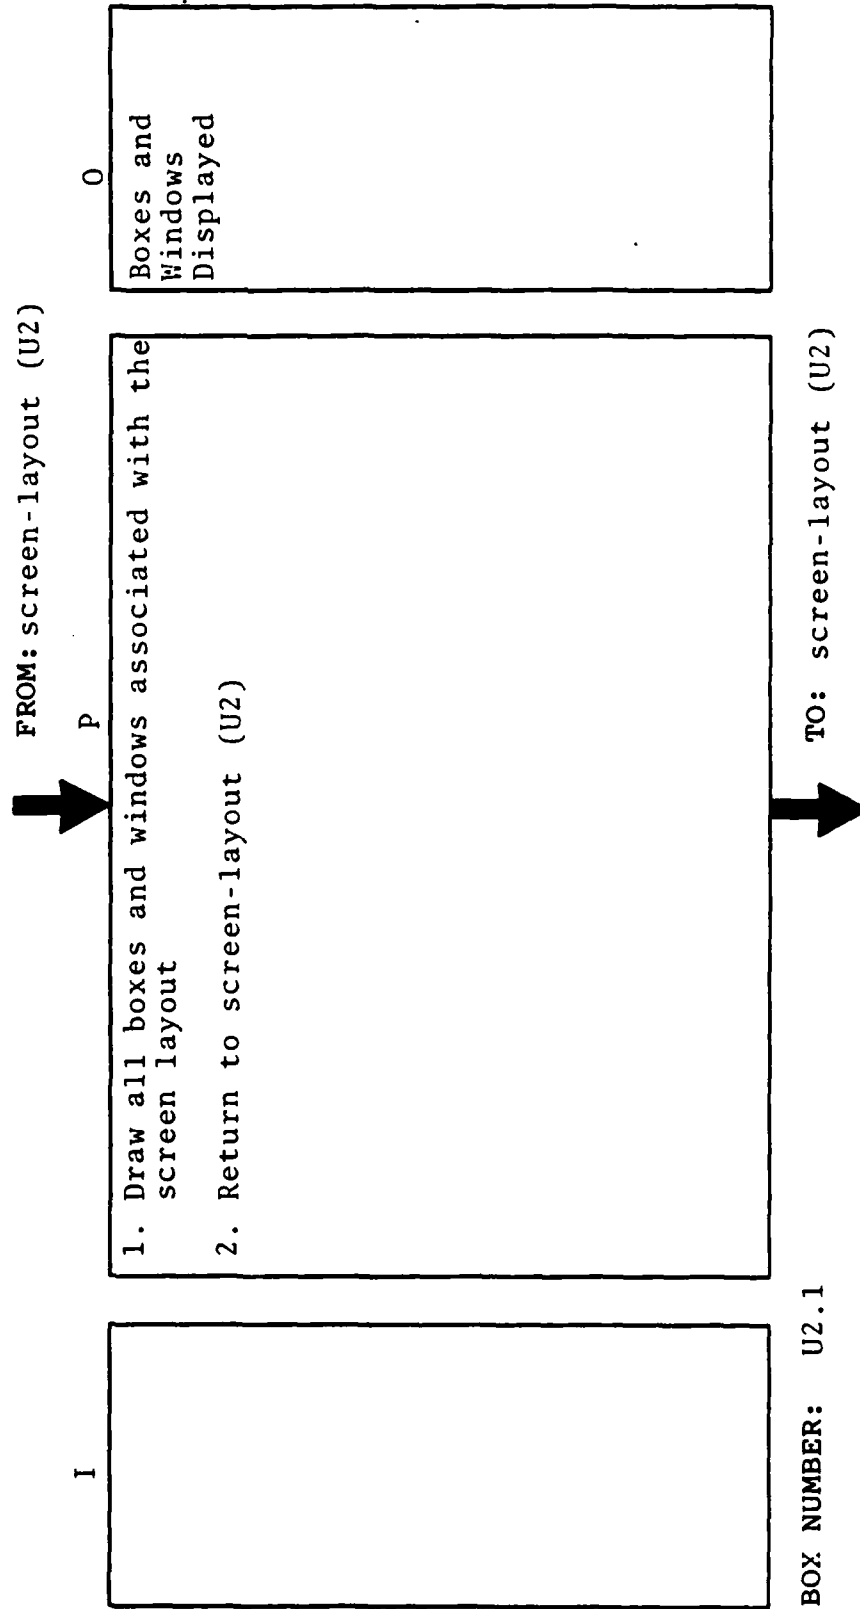 FROM: screen-layout (U2)
I
P
O
1. Draw all boxes and windows associated with the
screen layout
2. Return to screen-layout (U2)
Boxes and
Windows
Displayed
BOX NUMBER: U2.1
TO: screen-layout (U2)